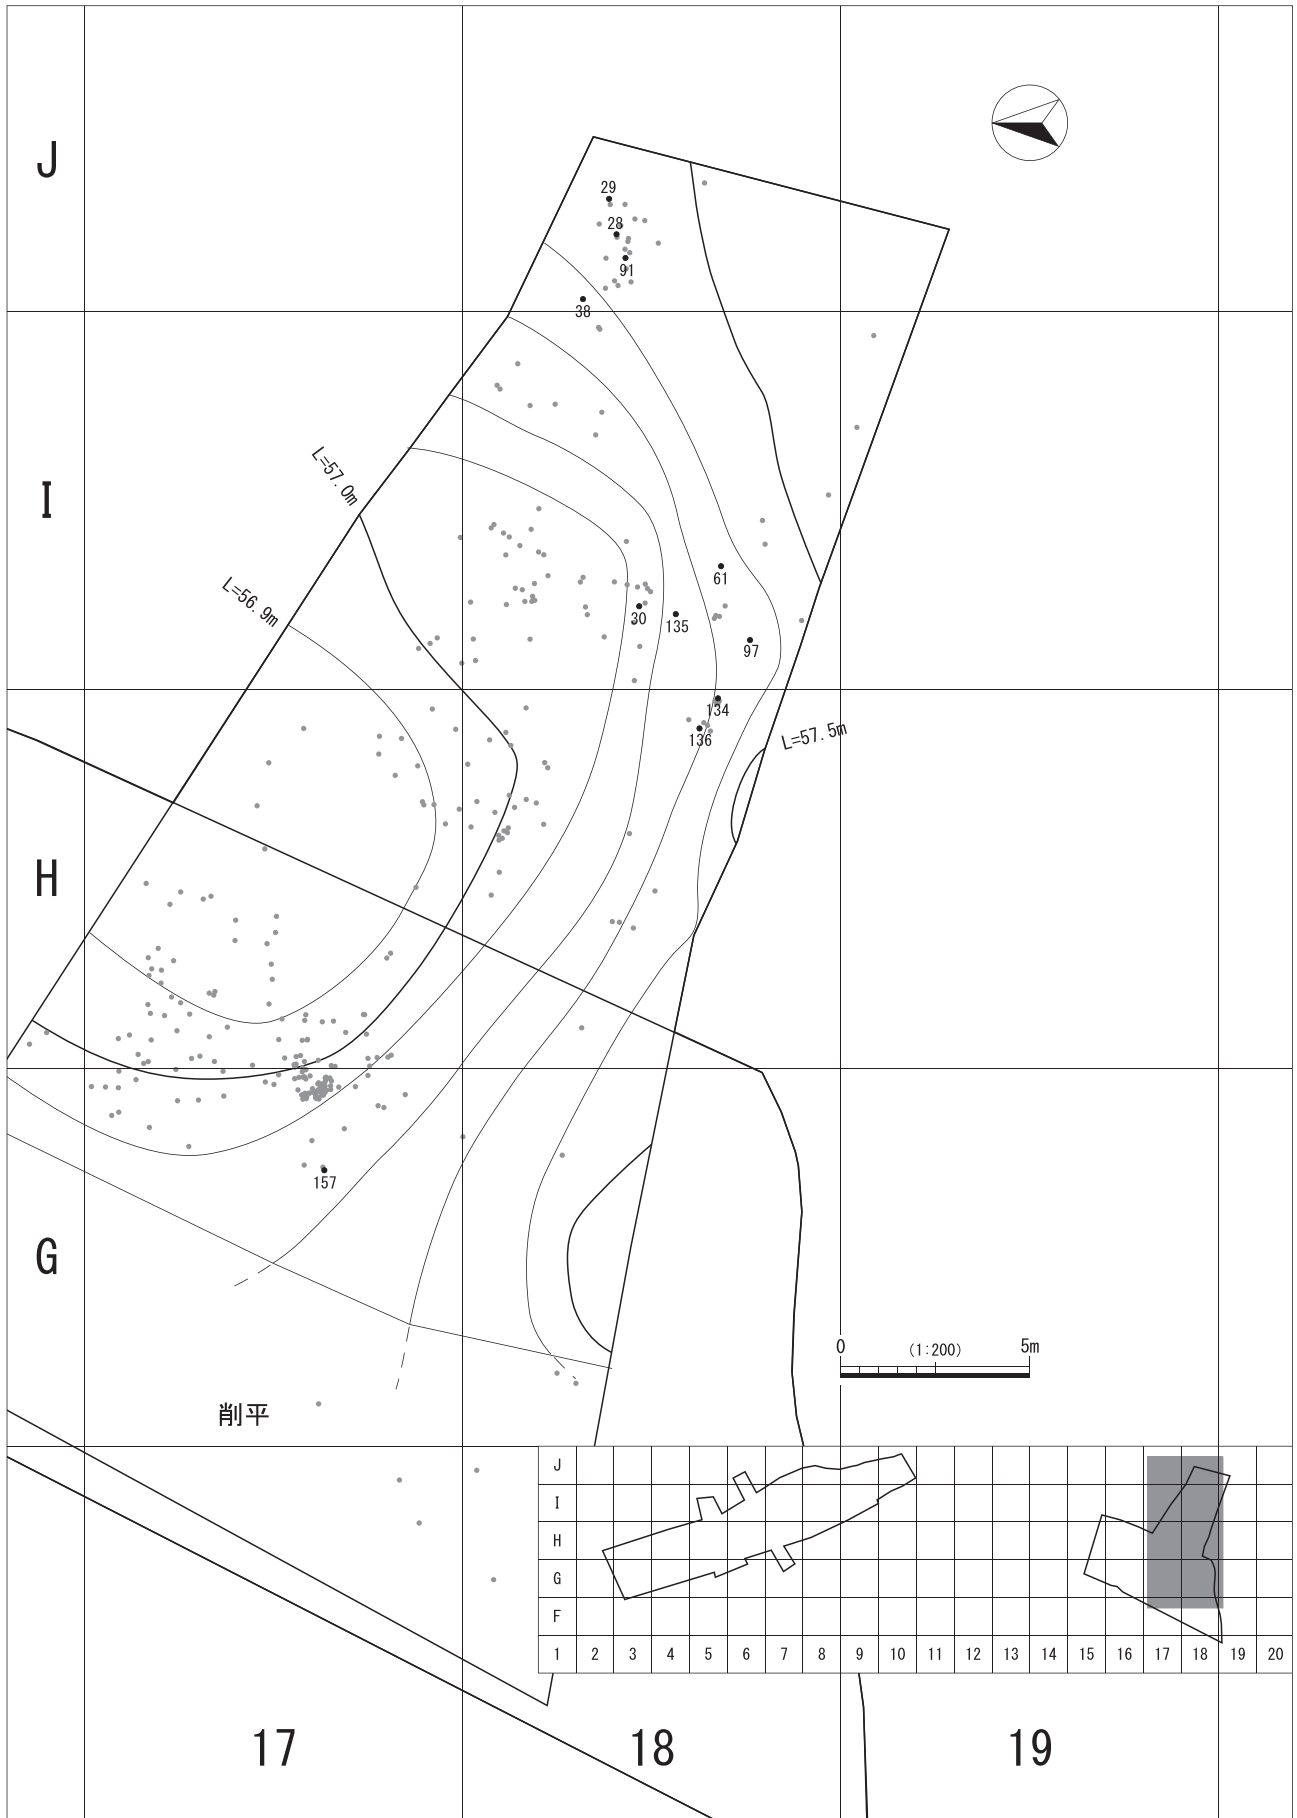 J
29
28
91
38
I
L=57.0m
L=56.9m
61
30
135
97
134
136
L=57.5m
H
157
G
0 (1:200) 5m
削平
J
I
H
G
F
1 2 3 4 5 6 7 8 9 10 11 12 13 14 15 16 17 18 19 20
17 18 19